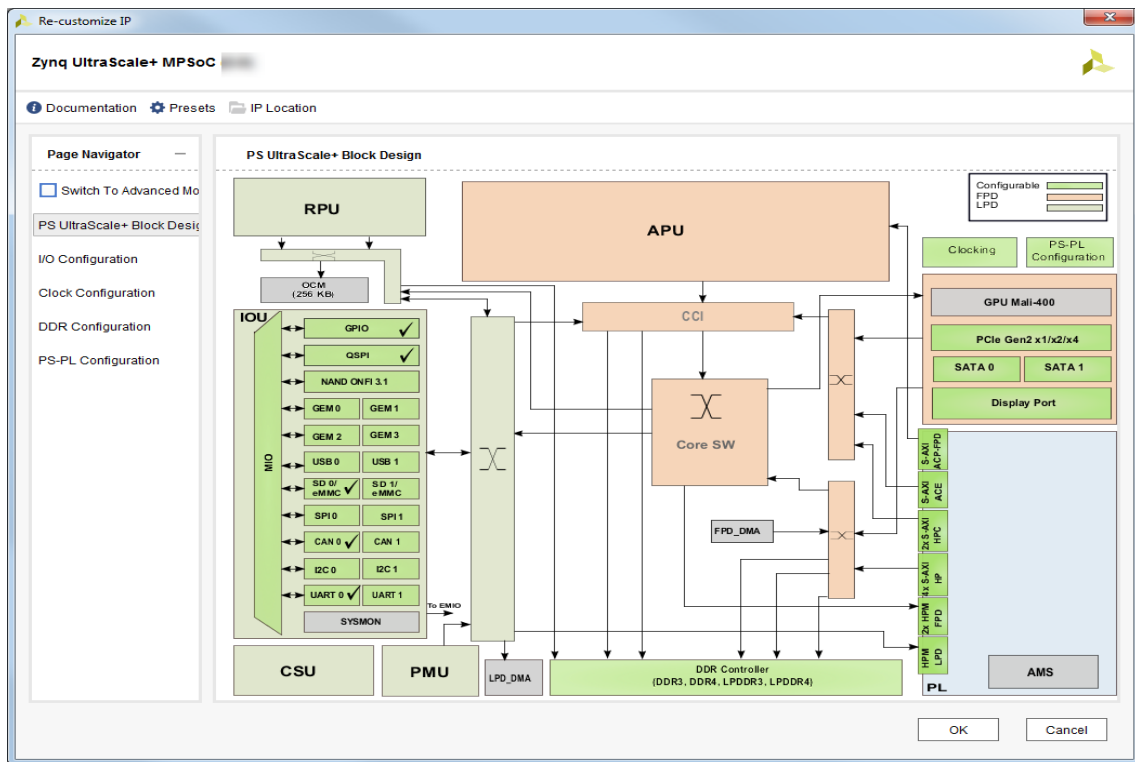 Re-customize IP
Zynq UltraScale+ MPSoC
Documentation Presets IP Location
Page Navigator
Switch To Advanced Mo
PS UltraScale+ Block Desig
I/O Configuration
Clock Configuration
DDR Configuration
PS-PL Configuration
PS UltraScale+ Block Design
Configurable
FPD
LPD
RPU
APU
Clocking
PS-PL
Configuration
OCM
(256 KB)
IOU
MIO
GPIO
QSPI
NAND ONFI 3.1
GEM 0 GEM 1
GEM 2 GEM 3
USB 0 USB 1
SD 0/
eMMC
SD 1/
eMMC
SPI 0 SPI 1
CAN 0 CAN 1
I2C 0 I2C 1
UART 0 UART 1
SYSMON
To EMIO
CCI
Core SW
FPD_DMA
GPU Mali-400
PCIe Gen2 x1/x2/x4
SATA 0 SATA 1
Display Port
S-AXI
ACP-FPD
S-AXI
ACE
2x S-AXI
HPC
4x S-AXI
HP
2x HPM
FPD
HPM
LPD
PL
AMS
CSU
PMU
LPD_DMA
DDR Controller
(DDR3, DDR4, LPDDR3, LPDDR4)
OK Cancel